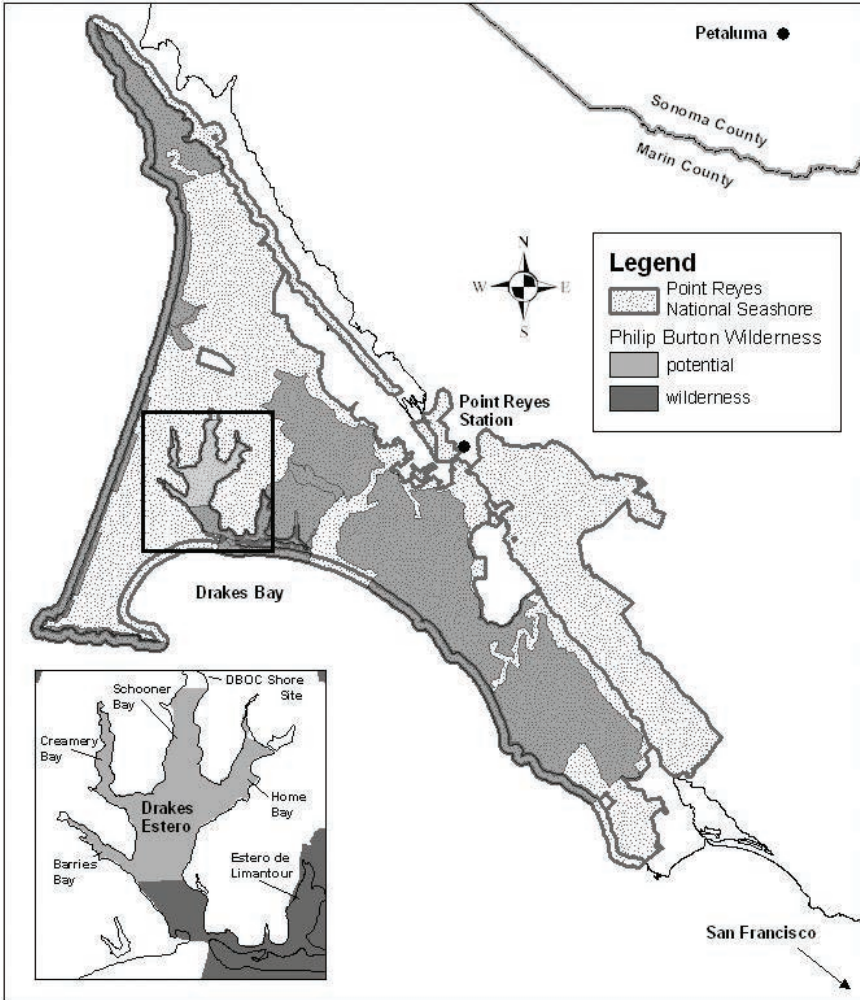 Petaluma
Sonoma County
Marin County
N
W E
S
Legend
Point Reyes
National Seashore
Philip Burton Wilderness
potential
wilderness
Point Reyes
Station
Drakes Bay
DBOC Shore
Site
Schooner
Bay
Creamery
Bay
Drakes
Estero
Home
Bay
Barries
Bay
Estero de
Limantour
San Francisco